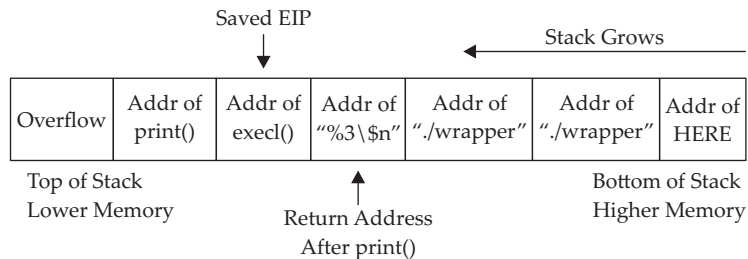 Saved EIP
Stack Grows
Overflow
Addr of
print()
Addr of
execl()
Addr of
“%3\$n”
Addr of
“./wrapper”
Addr of
“./wrapper”
Addr of
HERE
Top of Stack
Lower Memory
Return Address
After print()
Bottom of Stack
Higher Memory